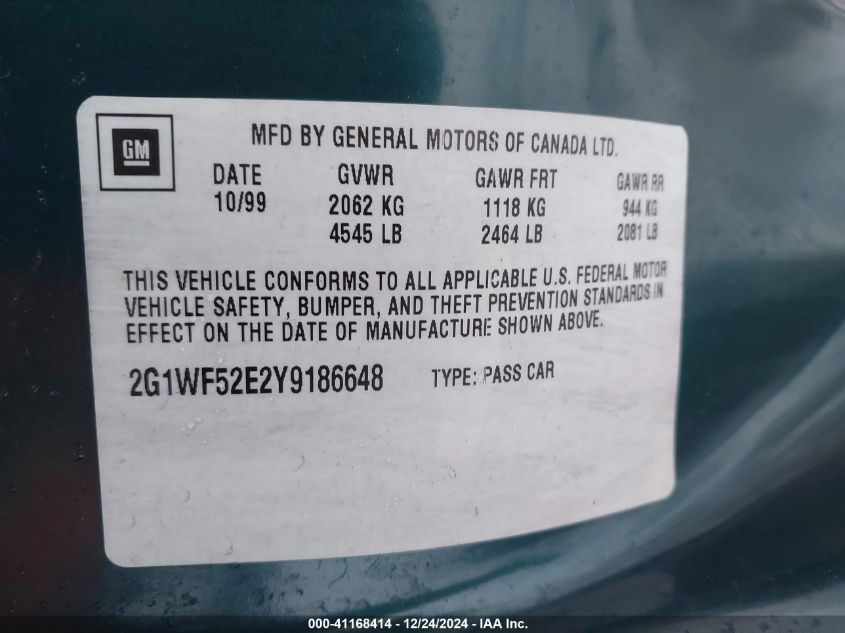 GM
MFD BY GENERAL MOTORS OF CANADA LTD.
DATE GVWR GAWR FRT GAWR RR
10/99 2062 KG 1118 KG 944 KG
4545 LB 2464 LB 2081 LB
THIS VEHICLE CONFORMS TO ALL APPLICABLE U.S. FEDERAL MOTOR
VEHICLE SAFETY, BUMPER, AND THEFT PREVENTION STANDARDS IN
EFFECT ON THE DATE OF MANUFACTURE SHOWN ABOVE.
2G1WF52E2Y9186648 TYPE: PASS CAR
000-41168414 - 12/24/2024 - IAA Inc.